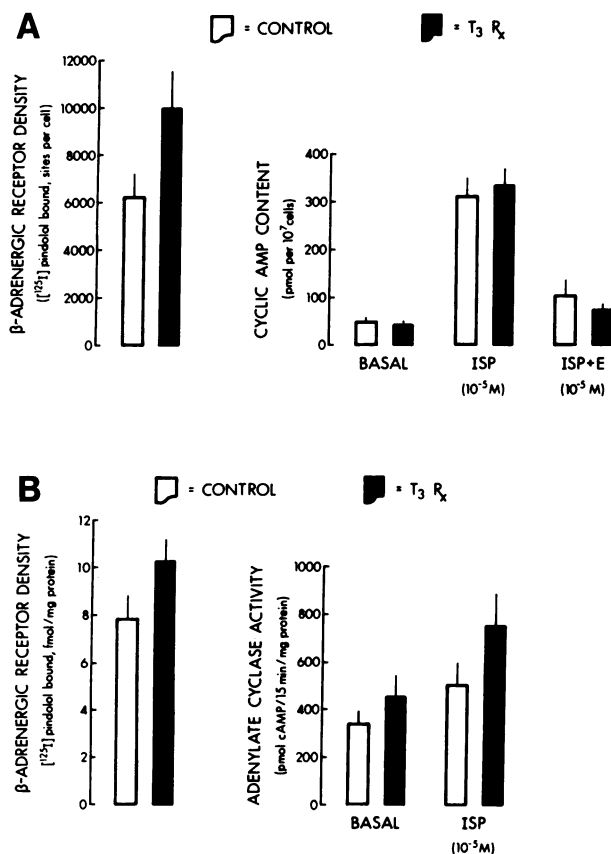 A
= CONTROL
= T3 Rx
β-ADRENERGIC RECEPTOR DENSITY
([125I] pindolol bound, sites per cell)
12000
10000
8000
6000
4000
2000
0
CYCLIC AMP CONTENT
(pmol per 10⁷ cells)
400
300
200
100
0
BASAL
ISP
(10⁻⁵M)
ISP+E
(10⁻⁵M)
B
= CONTROL
= T3 Rx
β-ADRENERGIC RECEPTOR DENSITY
[125I] pindolol bound, fmol/mg protein)
12
10
8
6
4
2
0
ADENYLATE CYCLASE ACTIVITY
(pmol cAMP/15 min/mg protein)
1000
800
600
400
200
0
BASAL
ISP
(10⁻⁵M)